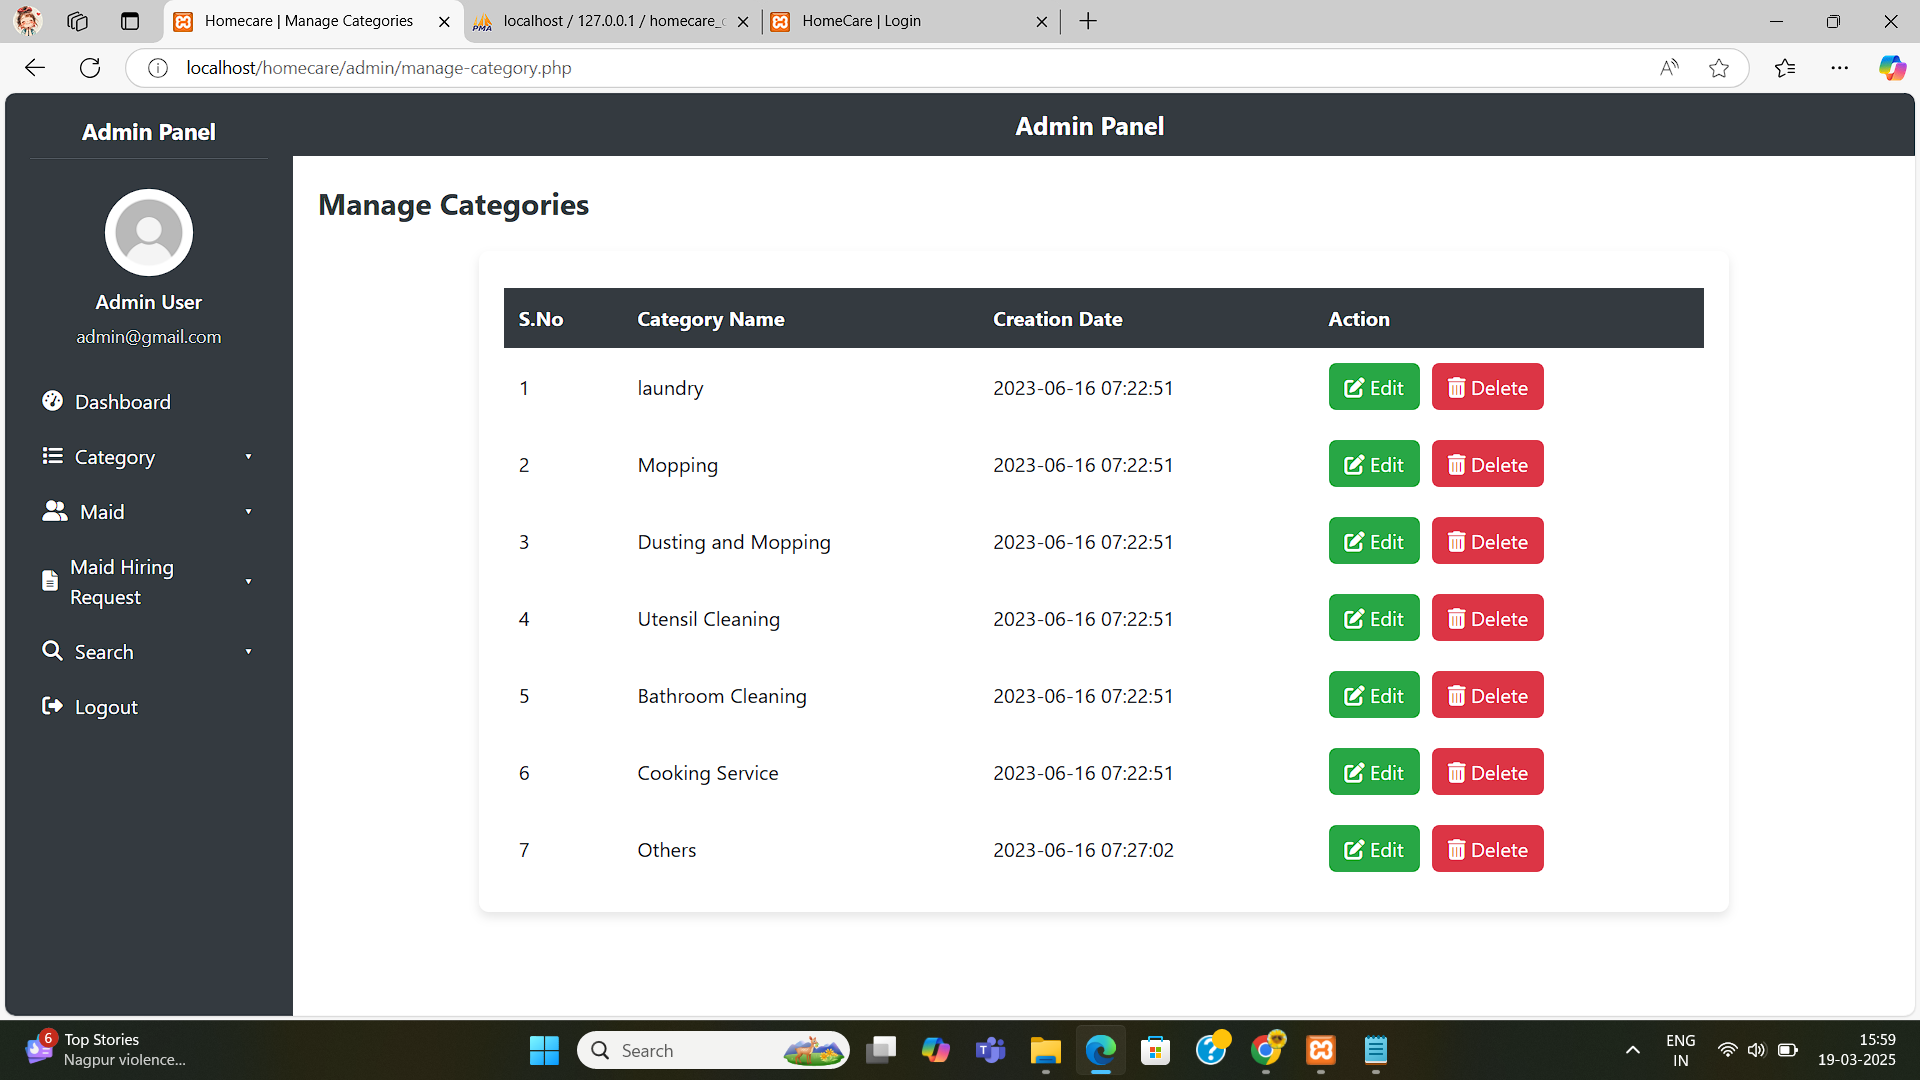 Homecare | Manage Categories
localhost / 127.0.0.1 / homecare_
HomeCare | Login
localhost/homecare/admin/manage-category.php
Admin Panel
Admin Panel
Admin User
admin@gmail.com
Dashboard
Category
Maid
Maid Hiring
Request
Search
Logout
Manage Categories
S.No Category Name Creation Date Action
1 laundry 2023-06-16 07:22:51 Edit Delete
2 Mopping 2023-06-16 07:22:51 Edit Delete
3 Dusting and Mopping 2023-06-16 07:22:51 Edit Delete
4 Utensil Cleaning 2023-06-16 07:22:51 Edit Delete
5 Bathroom Cleaning 2023-06-16 07:22:51 Edit Delete
6 Cooking Service 2023-06-16 07:22:51 Edit Delete
7 Others 2023-06-16 07:27:02 Edit Delete
6
Top Stories
Nagpur violence...
Search
ENG
IN
15:59
19-03-2025